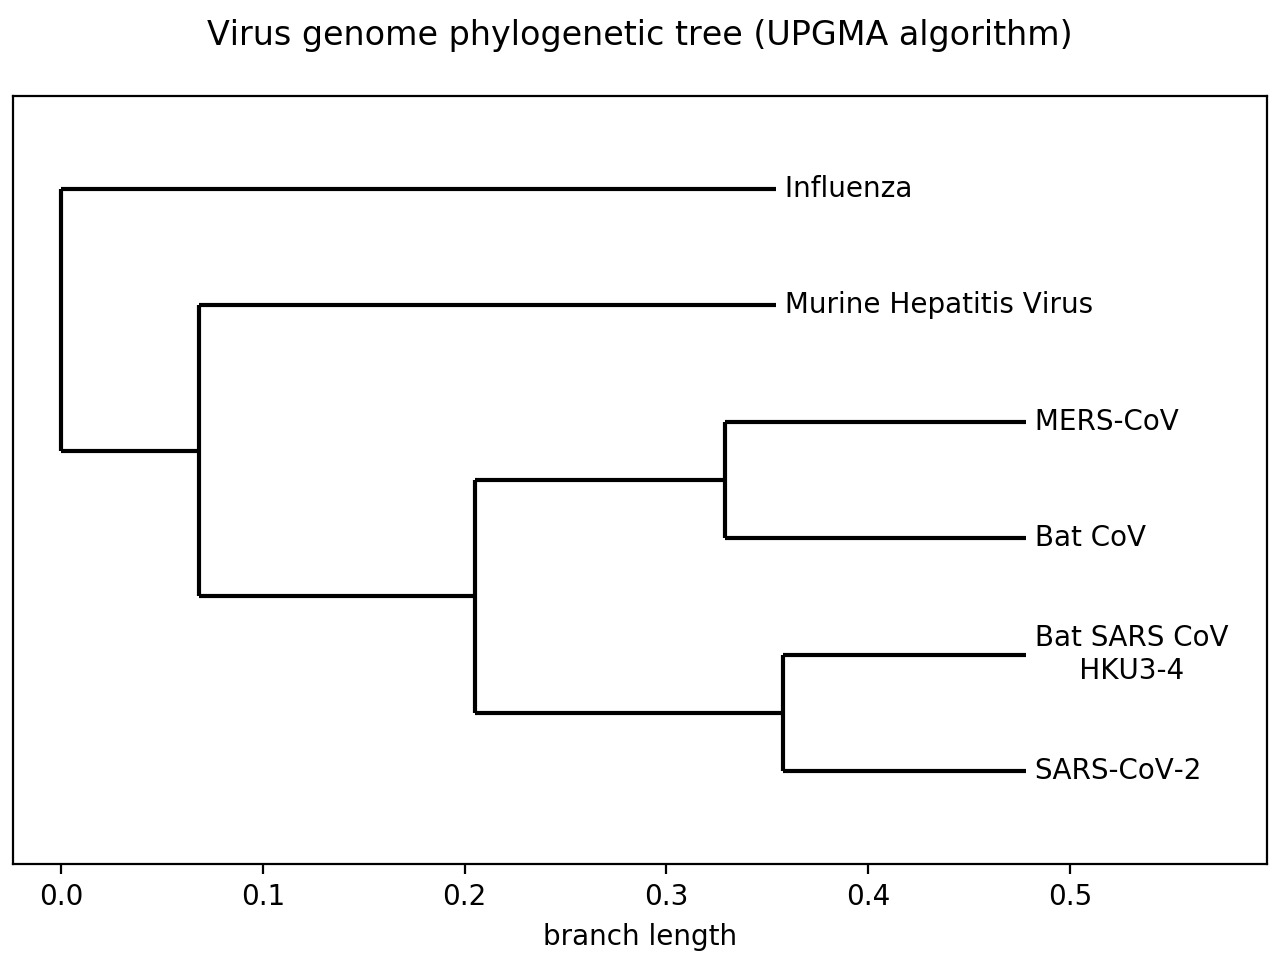 Virus genome phylogenetic tree (UPGMA algorithm)
Influenza
Murine Hepatitis Virus
MERS-CoV
Bat CoV
Bat SARS CoV
HKU3-4
SARS-CoV-2
0.0 0.1 0.2 0.3 0.4 0.5
branch length